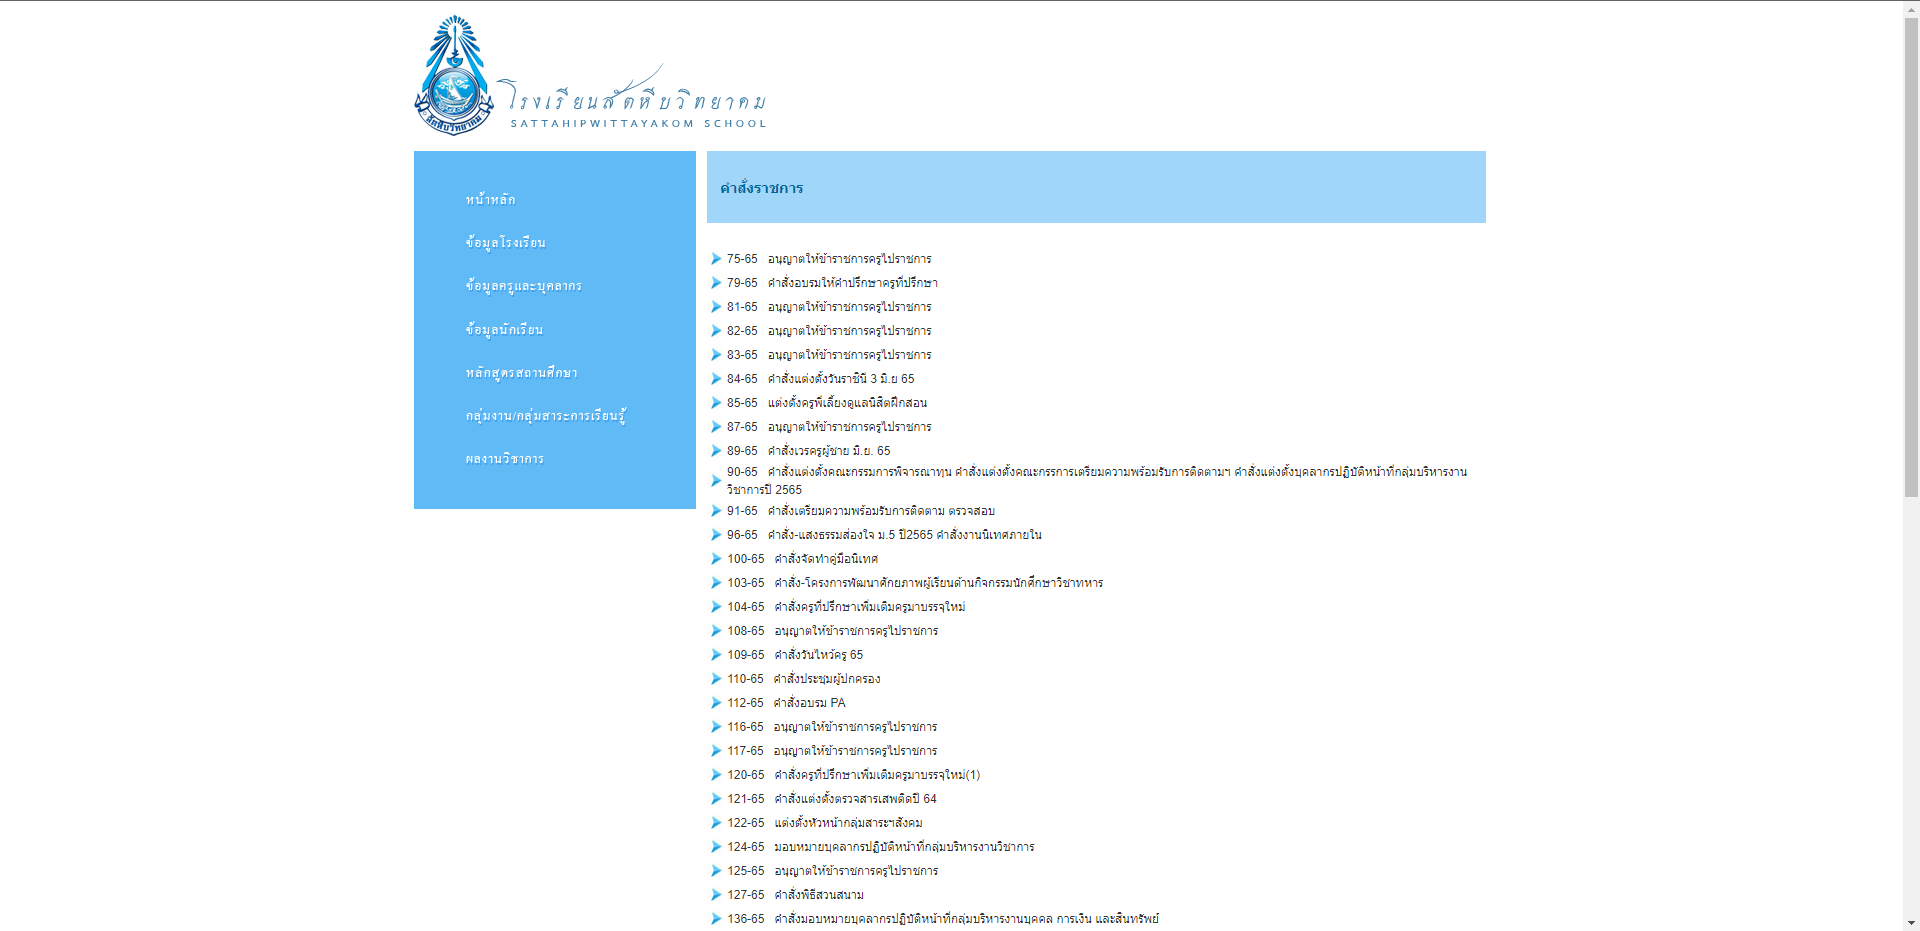 สัตหีบวิทยาคม
โรงเรียนสัตหีบวิทยาคม
SATTAHIPWITTAYAKOM SCHOOL
หน้าหลัก
ข้อมูลโรงเรียน
ข้อมูลครูและบุคลากร
ข้อมูลนักเรียน
หลักสูตรสถานศึกษา
กลุ่มงาน/กลุ่มสาระการเรียนรู้
ผลงานวิชาการ
คำสั่งราชการ
75-65 อนุญาตให้ข้าราชการครูไปราชการ
79-65 คำสั่งอบรมให้คำปรึกษาครูที่ปรึกษา
81-65 อนุญาตให้ข้าราชการครูไปราชการ
82-65 อนุญาตให้ข้าราชการครูไปราชการ
83-65 อนุญาตให้ข้าราชการครูไปราชการ
84-65 คำสั่งแต่งตั้งวันราชินี 3 มิ.ย 65
85-65 แต่งตั้งครูพี่เลี้ยงดูแลนิสิตฝึกสอน
87-65 อนุญาตให้ข้าราชการครูไปราชการ
89-65 คำสั่งเวรครูผู้ชาย มิ.ย. 65
90-65 คำสั่งแต่งตั้งคณะกรรมการพิจารณาทุน คำสั่งแต่งตั้งคณะกรรการเตรียมความพร้อมรับการติดตามฯ คำสั่งแต่งตั้งบุคลากรปฏิบัติหน้าที่กลุ่มบริหารงาน
วิชาการปี 2565
91-65 คำสั่งเตรียมความพร้อมรับการติดตาม ตรวจสอบ
96-65 คำสั่ง-แสงธรรมส่องใจ ม.5 ปี2565 คำสั่งงานนิเทศภายใน
100-65 คำสั่งจัดทำคู่มือนิเทศ
103-65 คำสั่ง-โครงการพัฒนาศักยภาพผู้เรียนด้านกิจกรรมนักศึกษาวิชาทหาร
104-65 คำสั่งครูที่ปรึกษาเพิ่มเติมครูมาบรรจุใหม่
108-65 อนุญาตให้ข้าราชการครูไปราชการ
109-65 คำสั่งวันไหว้ครู 65
110-65 คำสั่งประชุมผู้ปกครอง
112-65 คำสั่งอบรม PA
116-65 อนุญาตให้ข้าราชการครูไปราชการ
117-65 อนุญาตให้ข้าราชการครูไปราชการ
120-65 คำสั่งครูที่ปรึกษาเพิ่มเติมครูมาบรรจุใหม่(1)
121-65 คำสั่งแต่งตั้งตรวจสารเสพติดปี 64
122-65 แต่งตั้งหัวหน้ากลุ่มสาระฯสังคม
124-65 มอบหมายบุคลากรปฏิบัติหน้าที่กลุ่มบริหารงานวิชาการ
125-65 อนุญาตให้ข้าราชการครูไปราชการ
127-65 คำสั่งพิธีสวนสนาม
136-65 คำสั่งมอบหมายบุคลากรปฏิบัติหน้าที่กลุ่มบริหารงานบุคคล การเงิน และสินทรัพย์